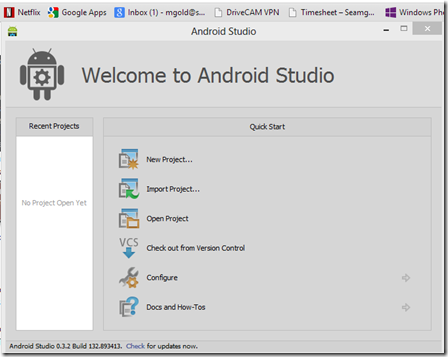 Netflix Google Apps Inbox (1) - mgold@s... DriveCAM VPN Timesheet – Seamg... Windows Pho
Android Studio
Welcome to Android Studio
Recent Projects
No Project Open Yet
Quick Start
New Project...
Import Project...
Open Project
VCS
Check out from Version Control
Configure
Docs and How-Tos
Android Studio 0.3.2 Build 132.893413. Check for updates now.